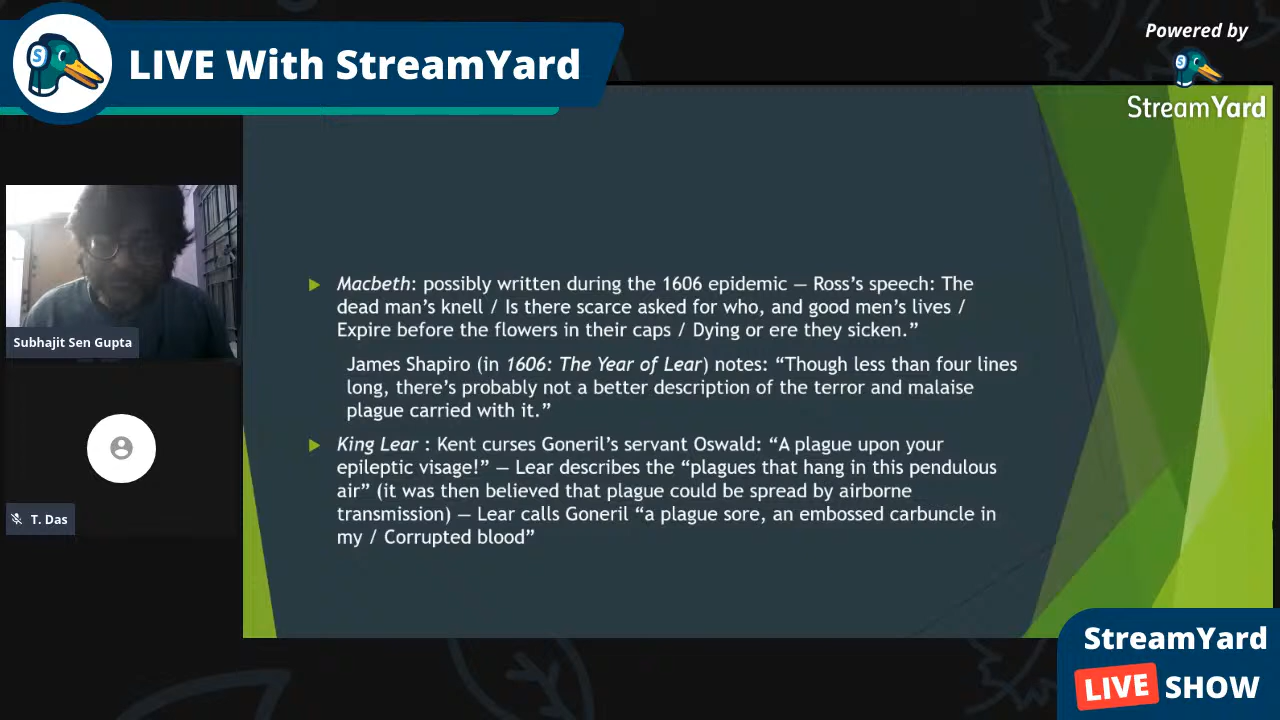 LIVE With StreamYard
Powered by
StreamYard
Subhajit Sen Gupta
T. Das
Macbeth: possibly written during the 1606 epidemic — Ross’s speech: The
dead man’s knell / Is there scarce asked for who, and good men’s lives /
Expire before the flowers in their caps / Dying or ere they sicken.”
James Shapiro (in 1606: The Year of Lear) notes: “Though less than four lines
long, there’s probably not a better description of the terror and malaise
plague carried with it.”
King Lear : Kent curses Goneril’s servant Oswald: “A plague upon your
epileptic visage!” — Lear describes the “plagues that hang in this pendulous
air” (it was then believed that plague could be spread by airborne
transmission) — Lear calls Goneril “a plague sore, an embossed carbuncle in
my / Corrupted blood”
StreamYard
LIVE SHOW